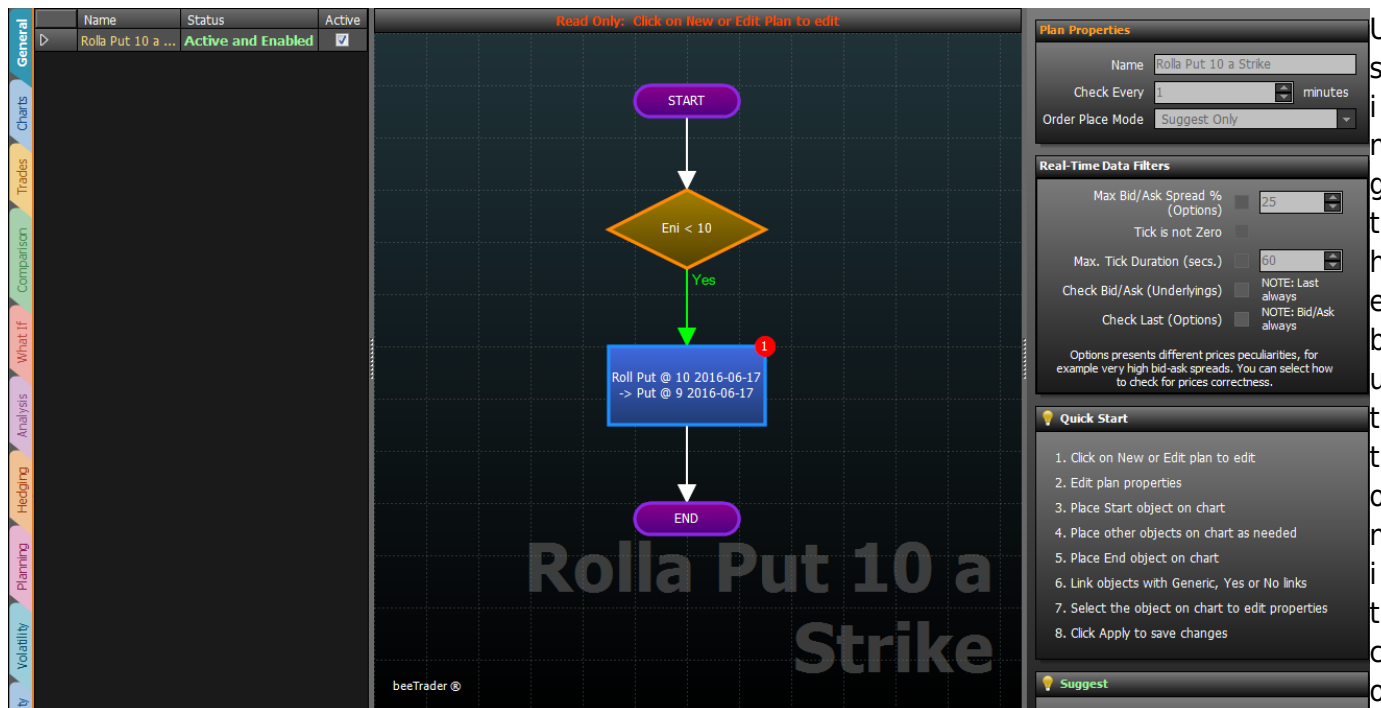 General
Charts
Trades
Comparison
What If
Analysis
Hedging
Planning
Volatility
Name Status Active
Rolla Put 10 a ... Active and Enabled
Read Only: Click on New or Edit Plan to edit
START
Eni < 10
Yes
1
Roll Put @ 10 2016-06-17
-> Put @ 9 2016-06-17
END
Rolla Put 10 a
Strike
beeTrader ®
Plan Properties
Name Rolla Put 10 a Strike
Check Every 1 minutes
Order Place Mode Suggest Only
Real-Time Data Filters
Max Bid/Ask Spread % 25
(Options)
Tick is not Zero
Max. Tick Duration (secs.) 60
Check Bid/Ask (Underlyings) NOTE: Last
always
Check Last (Options) NOTE: Bid/Ask
always
Options presents different prices peculiarities, for
example very high bid-ask spreads. You can select how
to check for prices correctness.
Quick Start
1. Click on New or Edit plan to edit
2. Edit plan properties
3. Place Start object on chart
4. Place other objects on chart as needed
5. Place End object on chart
6. Link objects with Generic, Yes or No links
7. Select the object on chart to edit properties
8. Click Apply to save changes
Suggest
U
s
i
n
g
t
h
e
b
u
t
t
o
n
i
t